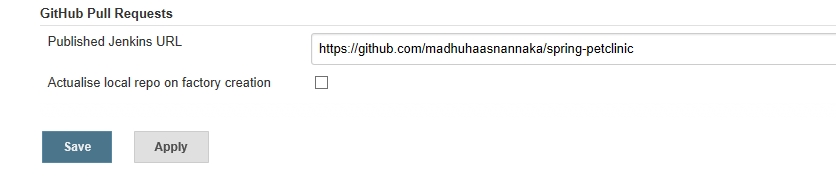 GitHub Pull Requests
Published Jenkins URL
https://github.com/madhuhaasnannaka/spring-petclinic
Actualise local repo on factory creation
Save Apply